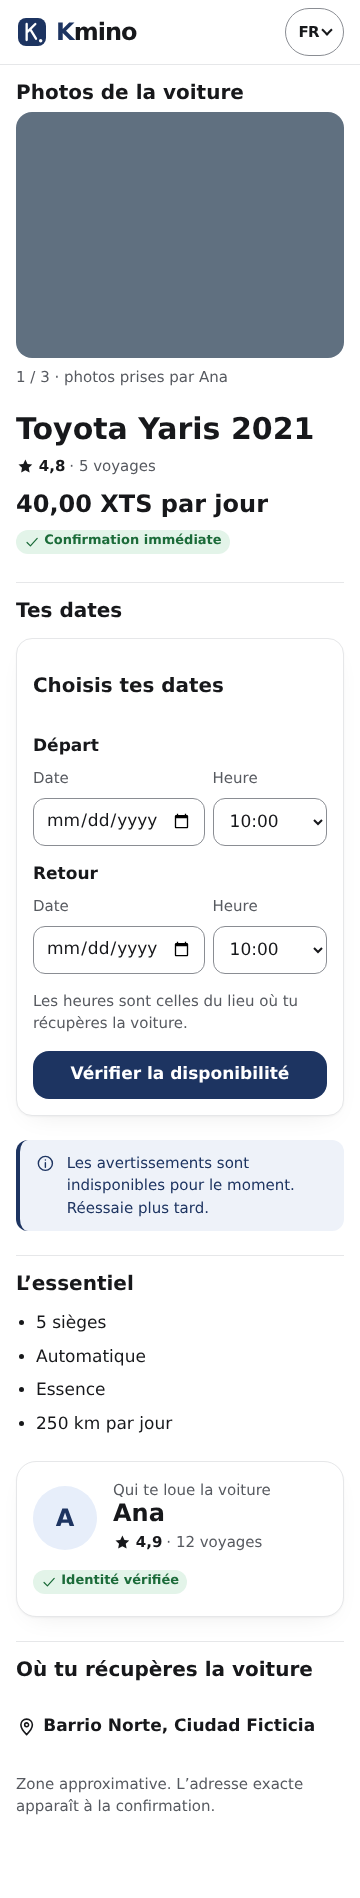 K Kmino
FR
Photos de la voiture
1 / 3 · photos prises par Ana
Toyota Yaris 2021
★ 4,8 · 5 voyages
40,00 XTS par jour
✓ Confirmation immédiate
Tes dates
Choisis tes dates
Départ
Date Heure
mm/dd/yyyy 10:00
Retour
Date Heure
mm/dd/yyyy 10:00
Les heures sont celles du lieu où tu
récupères la voiture.
Vérifier la disponibilité
Les avertissements sont
indisponibles pour le moment.
Réessaie plus tard.
L’essentiel
• 5 sièges
• Automatique
• Essence
• 250 km par jour
A
Qui te loue la voiture
Ana
★ 4,9 · 12 voyages
✓ Identité vérifiée
Où tu récupères la voiture
Barrio Norte, Ciudad Ficticia
Zone approximative. L’adresse exacte
apparaît à la confirmation.